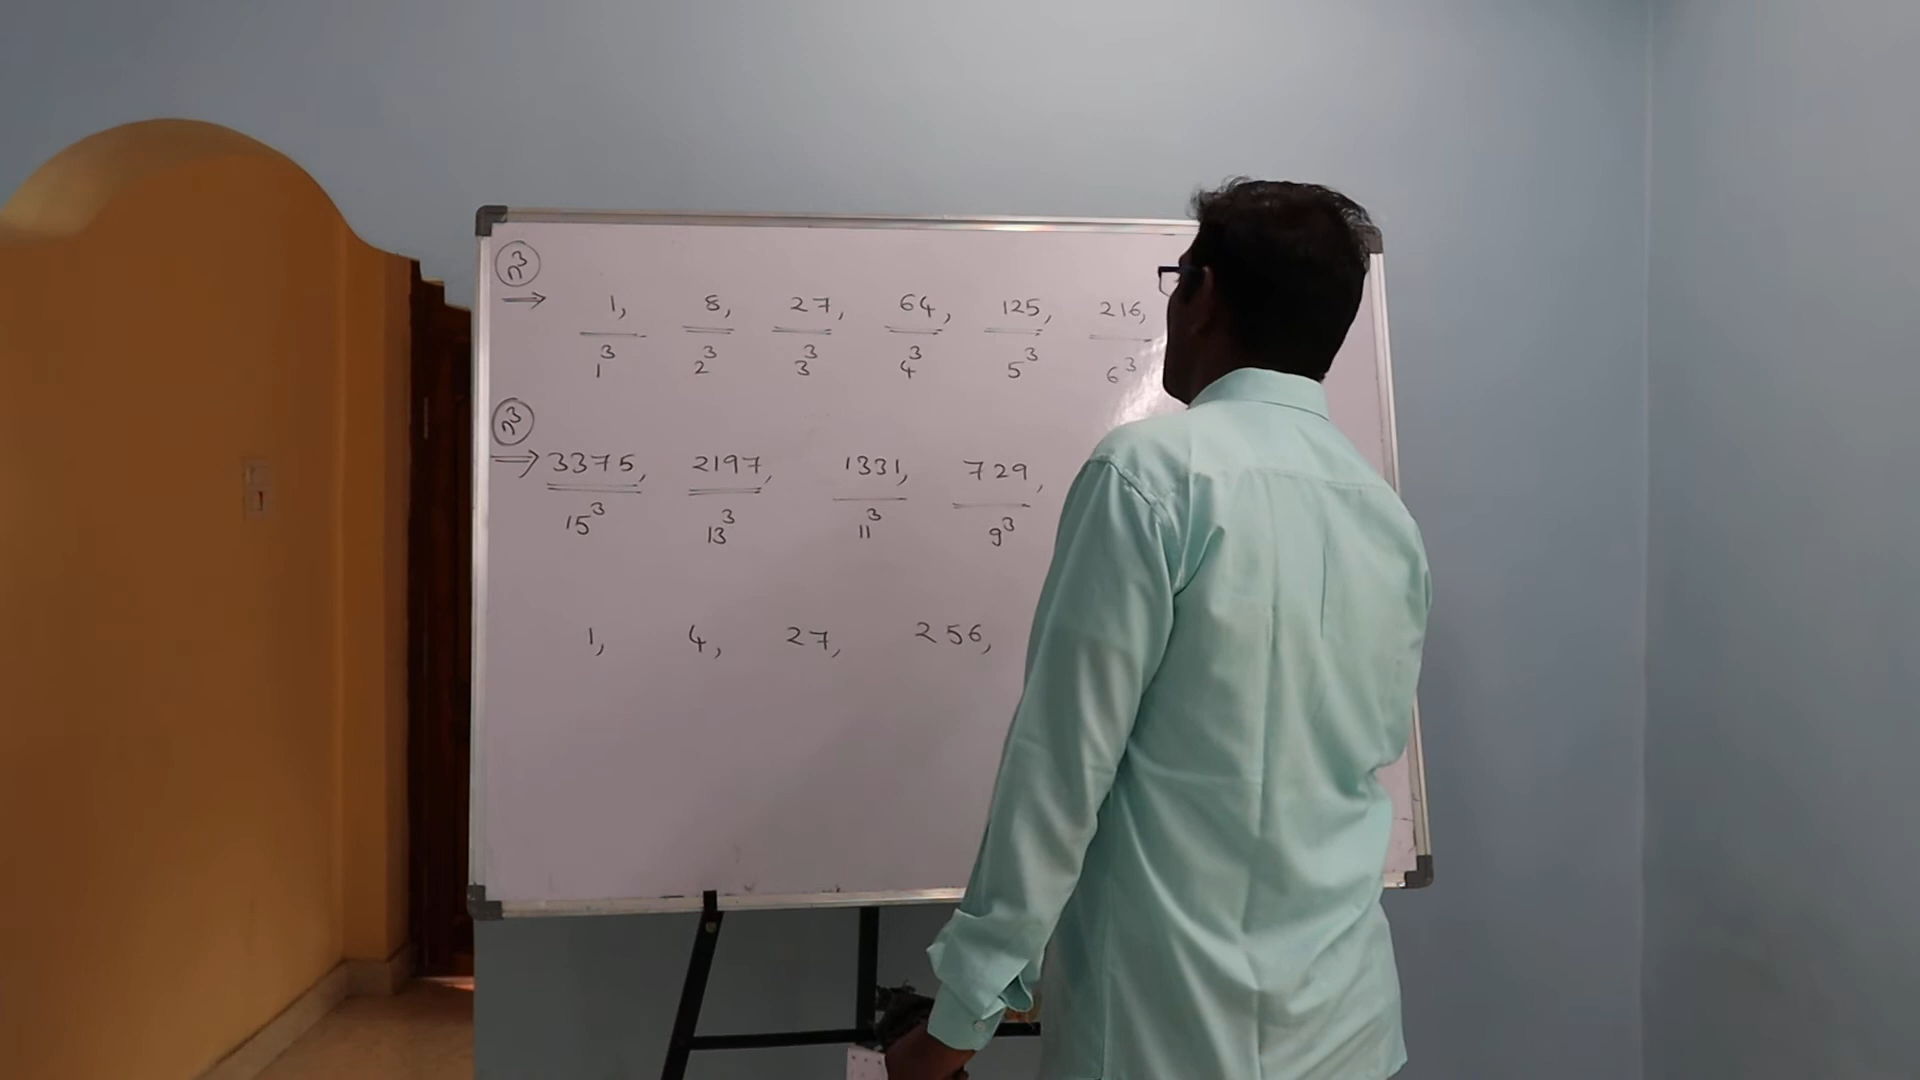 n³
→ 1, 8, 27, 64, 125, 216,
1³ 2³ 3³ 4³ 5³ 6³
n³
⇒ 3375, 2197, 1331, 729,
15³ 13³ 11³ 9³
1, 4, 27, 256,